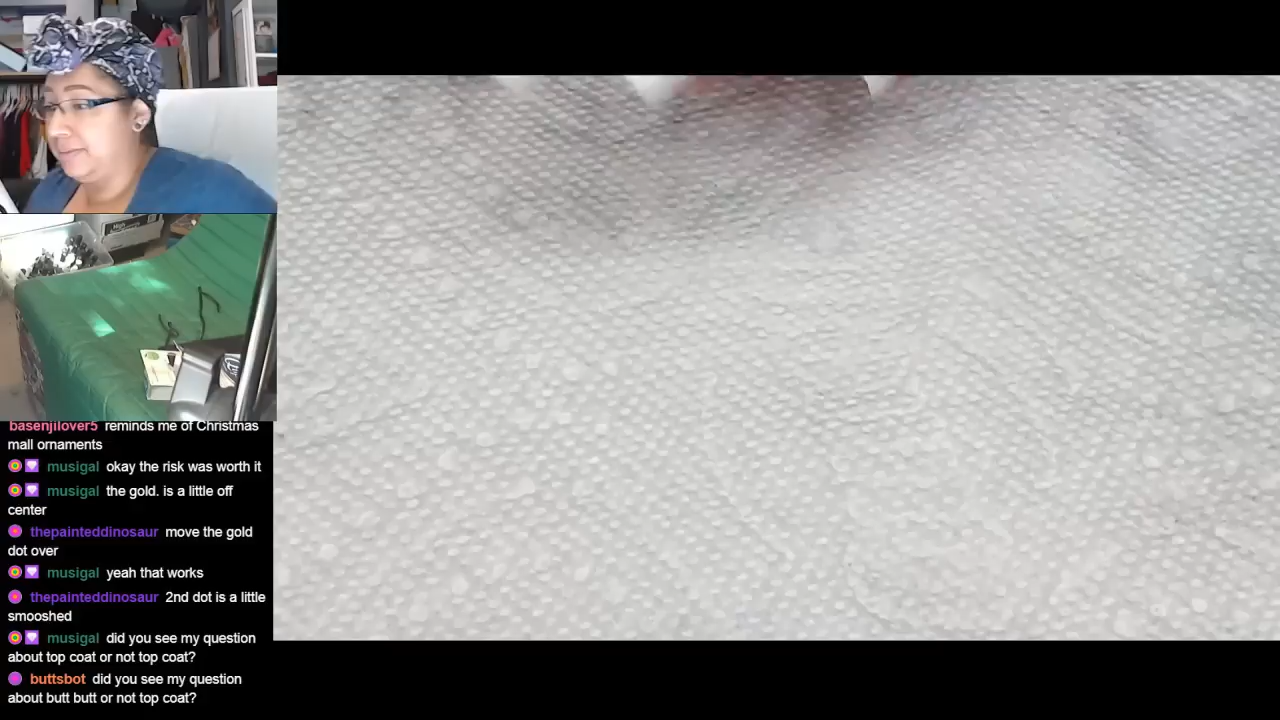 High
basenjilover5 reminds me of Christmas
mall ornaments
musigal okay the risk was worth it
musigal the gold. is a little off
center
thepainteddinosaur move the gold
dot over
musigal yeah that works
thepainteddinosaur 2nd dot is a little
smooshed
musigal did you see my question
about top coat or not top coat?
buttsbot did you see my question
about butt butt or not top coat?